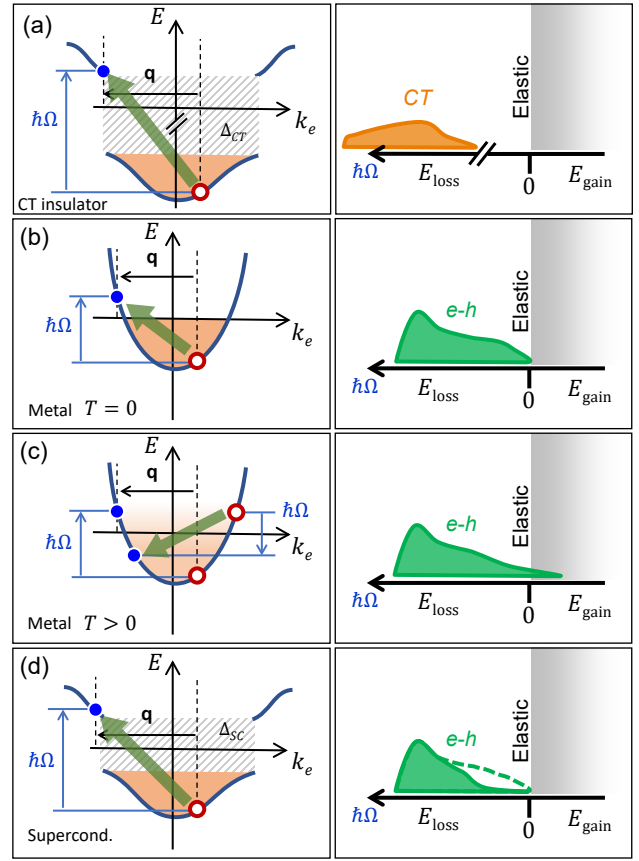 (a)
E
q
ħΩ
k_e
Δ_CT
CT insulator
CT
Elastic
ħΩ
E_loss
0
E_gain
(b)
E
q
ħΩ
k_e
Metal T = 0
e-h
Elastic
ħΩ
E_loss
0
E_gain
(c)
E
q
ħΩ
ħΩ
k_e
Metal T > 0
e-h
Elastic
ħΩ
E_loss
0
E_gain
(d)
E
q
Δ_SC
ħΩ
k_e
Supercond.
e-h
Elastic
ħΩ
E_loss
0
E_gain